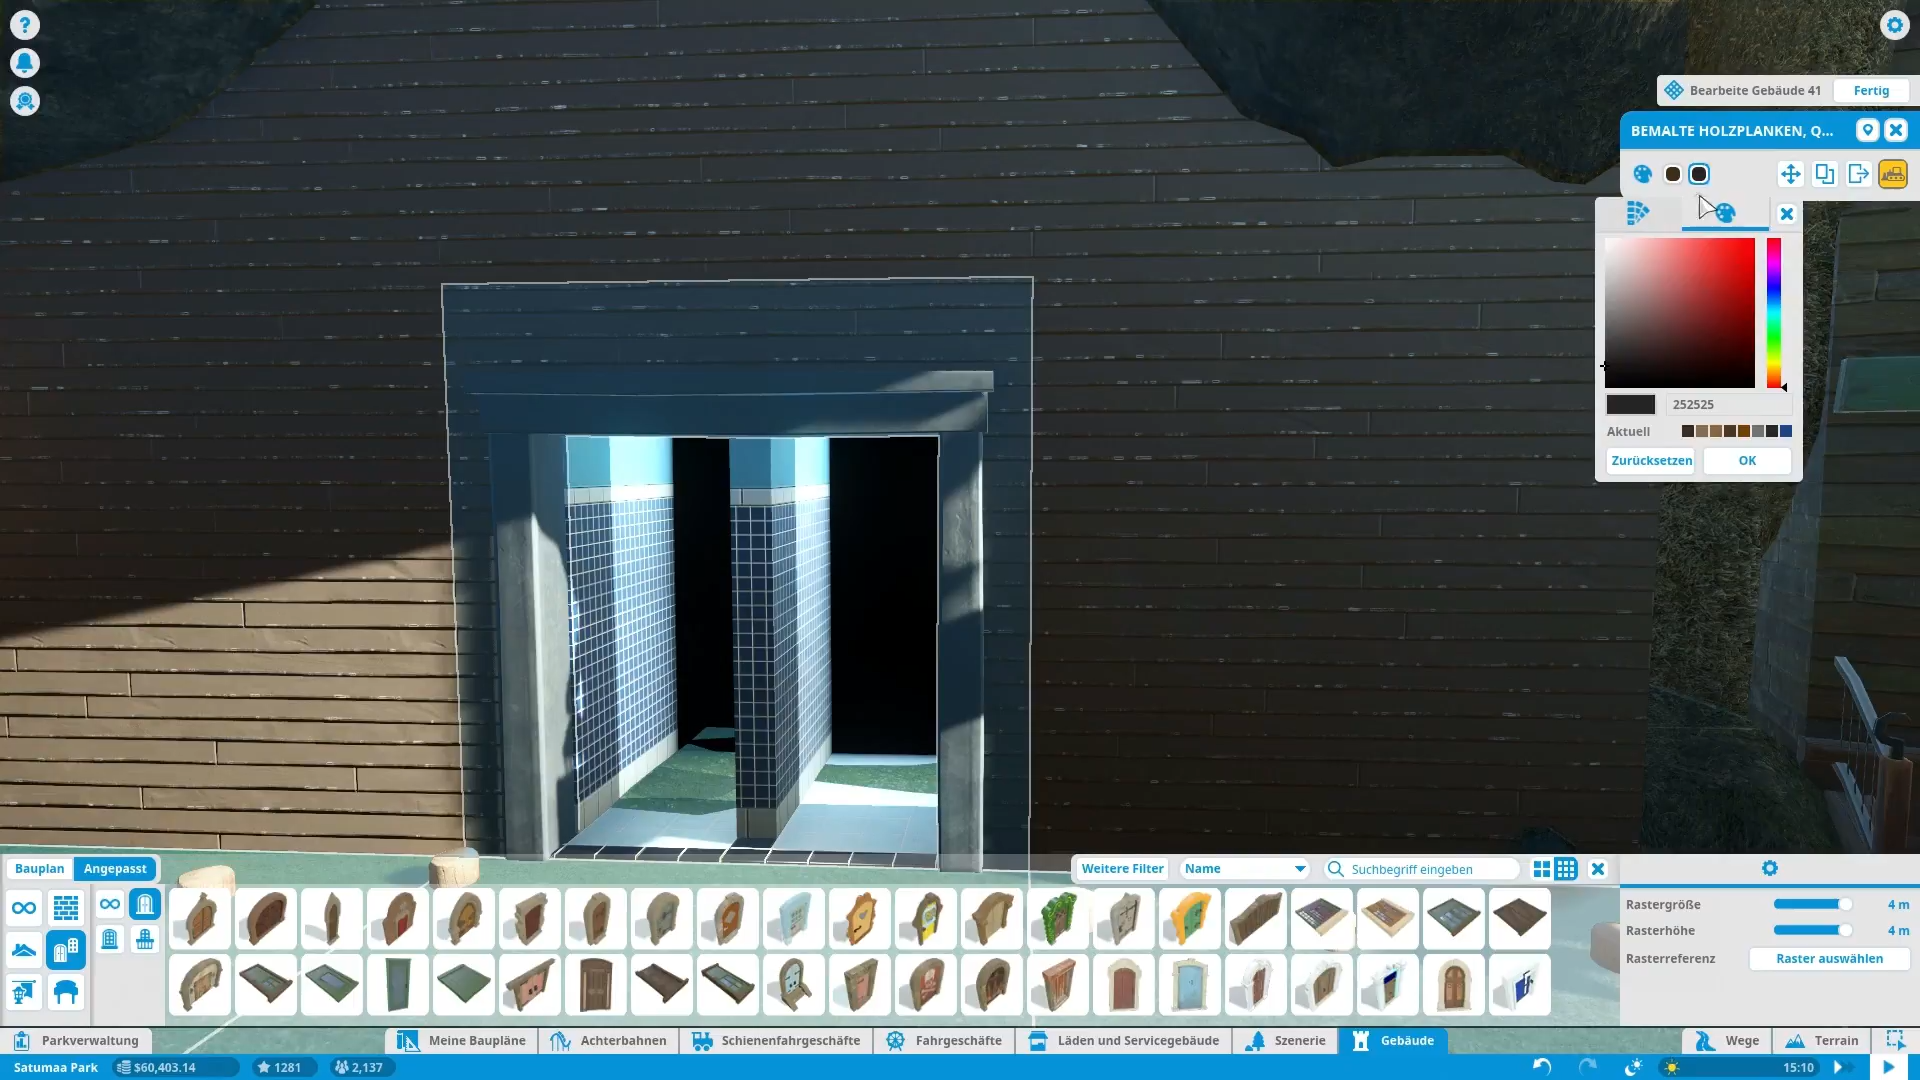 Bearbeite Gebäude 41
Fertig
BEMALTE HOLZPLANKEN, Q...
252525
Aktuell
Zurücksetzen
OK
Bauplan
Angepasst
Weitere Filter
Name
Suchbegriff eingeben
Rastergröße
4 m
Rasterhöhe
4 m
Rasterreferenz
Raster auswählen
Parkverwaltung
Meine Baupläne
Achterbahnen
Schienenfahrgeschäfte
Fahrgeschäfte
Läden und Servicegebäude
Szenerie
Gebäude
Wege
Terrain
Satumaa Park
$60,403.14
1281
2,137
15:10